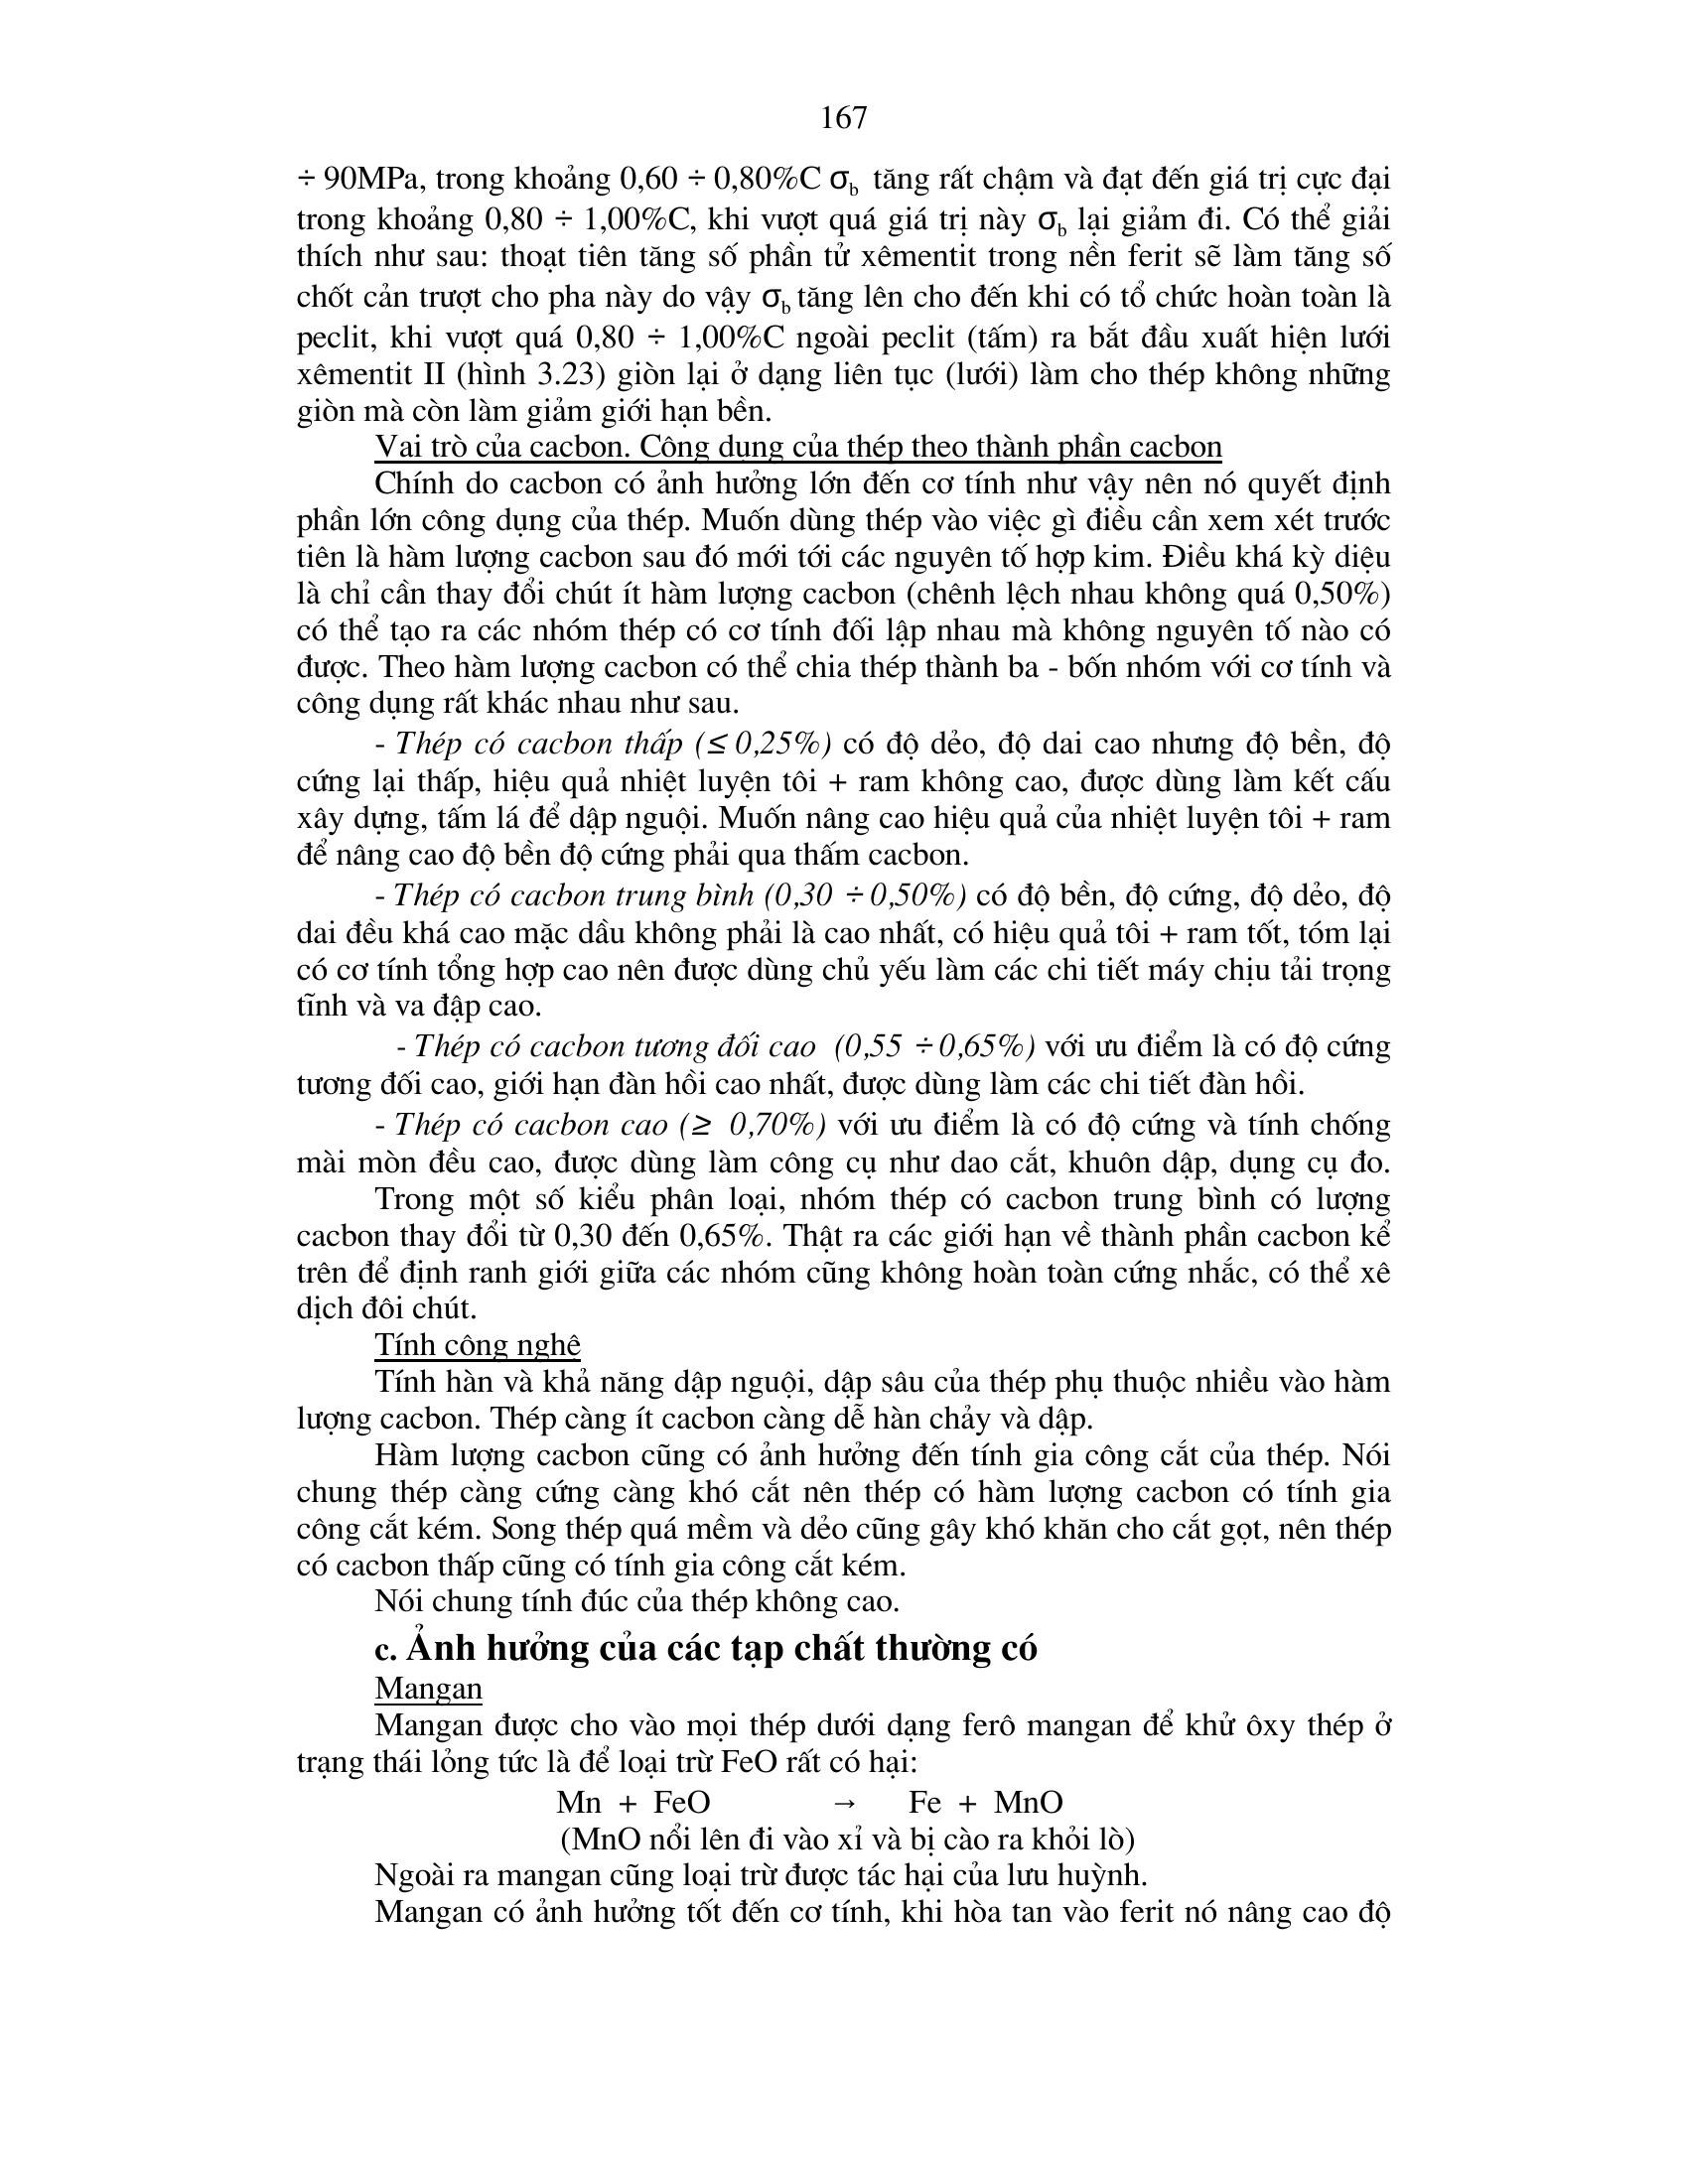 167
÷ 90MPa, trong khoảng 0,60 ÷ 0,80%C σb tăng rất chậm và đạt đến giá trị cực đại
trong khoảng 0,80 ÷ 1,00%C, khi vượt quá giá trị này σb lại giảm đi. Có thể giải
thích như sau: thoạt tiên tăng số phần tử xêmentit trong nền ferit sẽ làm tăng số
chốt cản trượt cho pha này do vậy σb tăng lên cho đến khi có tổ chức hoàn toàn là
peclit, khi vượt quá 0,80 ÷ 1,00%C ngoài peclit (tấm) ra bắt đầu xuất hiện lưới
xêmentit II (hình 3.23) giòn lại ở dạng liên tục (lưới) làm cho thép không những
giòn mà còn làm giảm giới hạn bền.
Vai trò của cacbon. Công dụng của thép theo thành phần cacbon
Chính do cacbon có ảnh hưởng lớn đến cơ tính như vậy nên nó quyết định
phần lớn công dụng của thép. Muốn dùng thép vào việc gì điều cần xem xét trước
tiên là hàm lượng cacbon sau đó mới tới các nguyên tố hợp kim. Điều khá kỳ diệu
là chỉ cần thay đổi chút ít hàm lượng cacbon (chênh lệch nhau không quá 0,50%)
có thể tạo ra các nhóm thép có cơ tính đối lập nhau mà không nguyên tố nào có
được. Theo hàm lượng cacbon có thể chia thép thành ba - bốn nhóm với cơ tính và
công dụng rất khác nhau như sau.
- Thép có cacbon thấp (≤ 0,25%) có độ dẻo, độ dai cao nhưng độ bền, độ
cứng lại thấp, hiệu quả nhiệt luyện tôi + ram không cao, được dùng làm kết cấu
xây dựng, tấm lá để dập nguội. Muốn nâng cao hiệu quả của nhiệt luyện tôi + ram
để nâng cao độ bền độ cứng phải qua thấm cacbon.
- Thép có cacbon trung bình (0,30 ÷ 0,50%) có độ bền, độ cứng, độ dẻo, độ
dai đều khá cao mặc dầu không phải là cao nhất, có hiệu quả tôi + ram tốt, tóm lại
có cơ tính tổng hợp cao nên được dùng chủ yếu làm các chi tiết máy chịu tải trọng
tĩnh và va đập cao.
- Thép có cacbon tương đối cao (0,55 ÷ 0,65%) với ưu điểm là có độ cứng
tương đối cao, giới hạn đàn hồi cao nhất, được dùng làm các chi tiết đàn hồi.
- Thép có cacbon cao (≥ 0,70%) với ưu điểm là có độ cứng và tính chống
mài mòn đều cao, được dùng làm công cụ như dao cắt, khuôn dập, dụng cụ đo.
Trong một số kiểu phân loại, nhóm thép có cacbon trung bình có lượng
cacbon thay đổi từ 0,30 đến 0,65%. Thật ra các giới hạn về thành phần cacbon kể
trên để định ranh giới giữa các nhóm cũng không hoàn toàn cứng nhắc, có thể xê
dịch đôi chút.
Tính công nghệ
Tính hàn và khả năng dập nguội, dập sâu của thép phụ thuộc nhiều vào hàm
lượng cacbon. Thép càng ít cacbon càng dễ hàn chảy và dập.
Hàm lượng cacbon cũng có ảnh hưởng đến tính gia công cắt của thép. Nói
chung thép càng cứng càng khó cắt nên thép có hàm lượng cacbon có tính gia
công cắt kém. Song thép quá mềm và dẻo cũng gây khó khăn cho cắt gọt, nên thép
có cacbon thấp cũng có tính gia công cắt kém.
Nói chung tính đúc của thép không cao.
c. Ảnh hưởng của các tạp chất thường có
Mangan
Mangan được cho vào mọi thép dưới dạng ferô mangan để khử ôxy thép ở
trạng thái lỏng tức là để loại trừ FeO rất có hại:
Mn + FeO → Fe + MnO
(MnO nổi lên đi vào xỉ và bị cào ra khỏi lò)
Ngoài ra mangan cũng loại trừ được tác hại của lưu huỳnh.
Mangan có ảnh hưởng tốt đến cơ tính, khi hòa tan vào ferit nó nâng cao độ